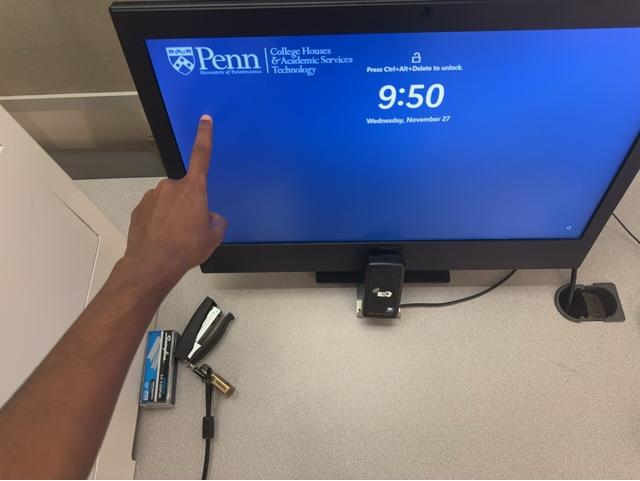 Penn
UNIVERSITY of PENNSYLVANIA
College Houses
& Academic Services
Technology
Press Ctrl+Alt+Delete to unlock.
9:50
Wednesday, November 27
Swingline